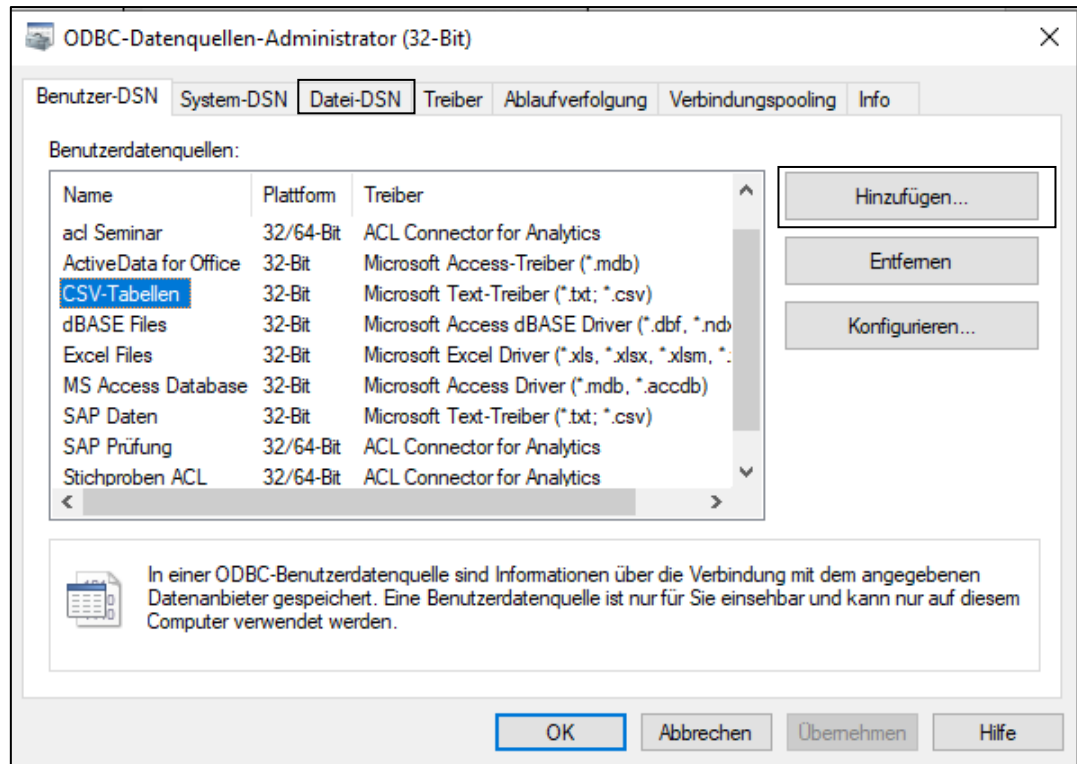 ODBC-Datenquellen-Administrator (32-Bit)
Benutzer-DSN System-DSN Datei-DSN Treiber Ablaufverfolgung Verbindungspooling Info
Benutzerdatenquellen:
Name Plattform Treiber
acl Seminar 32/64-Bit ACL Connector for Analytics
ActiveData for Office 32-Bit Microsoft Access-Treiber (*.mdb)
CSV-Tabellen 32-Bit Microsoft Text-Treiber (*.txt; *.csv)
dBASE Files 32-Bit Microsoft Access dBASE Driver (*.dbf, *.ndx
Excel Files 32-Bit Microsoft Excel Driver (*.xls, *.xlsx, *.xlsm, *.
MS Access Database 32-Bit Microsoft Access Driver (*.mdb, *.accdb)
SAP Daten 32-Bit Microsoft Text-Treiber (*.txt; *.csv)
SAP Prüfung 32/64-Bit ACL Connector for Analytics
Stichproben ACL 32/64-Bit ACL Connector for Analytics
Hinzufügen...
Entfernen
Konfigurieren...
In einer ODBC-Benutzerdatenquelle sind Informationen über die Verbindung mit dem angegebenen
Datenanbieter gespeichert. Eine Benutzerdatenquelle ist nur für Sie einsehbar und kann nur auf diesem
Computer verwendet werden.
OK Abbrechen Übernehmen Hilfe